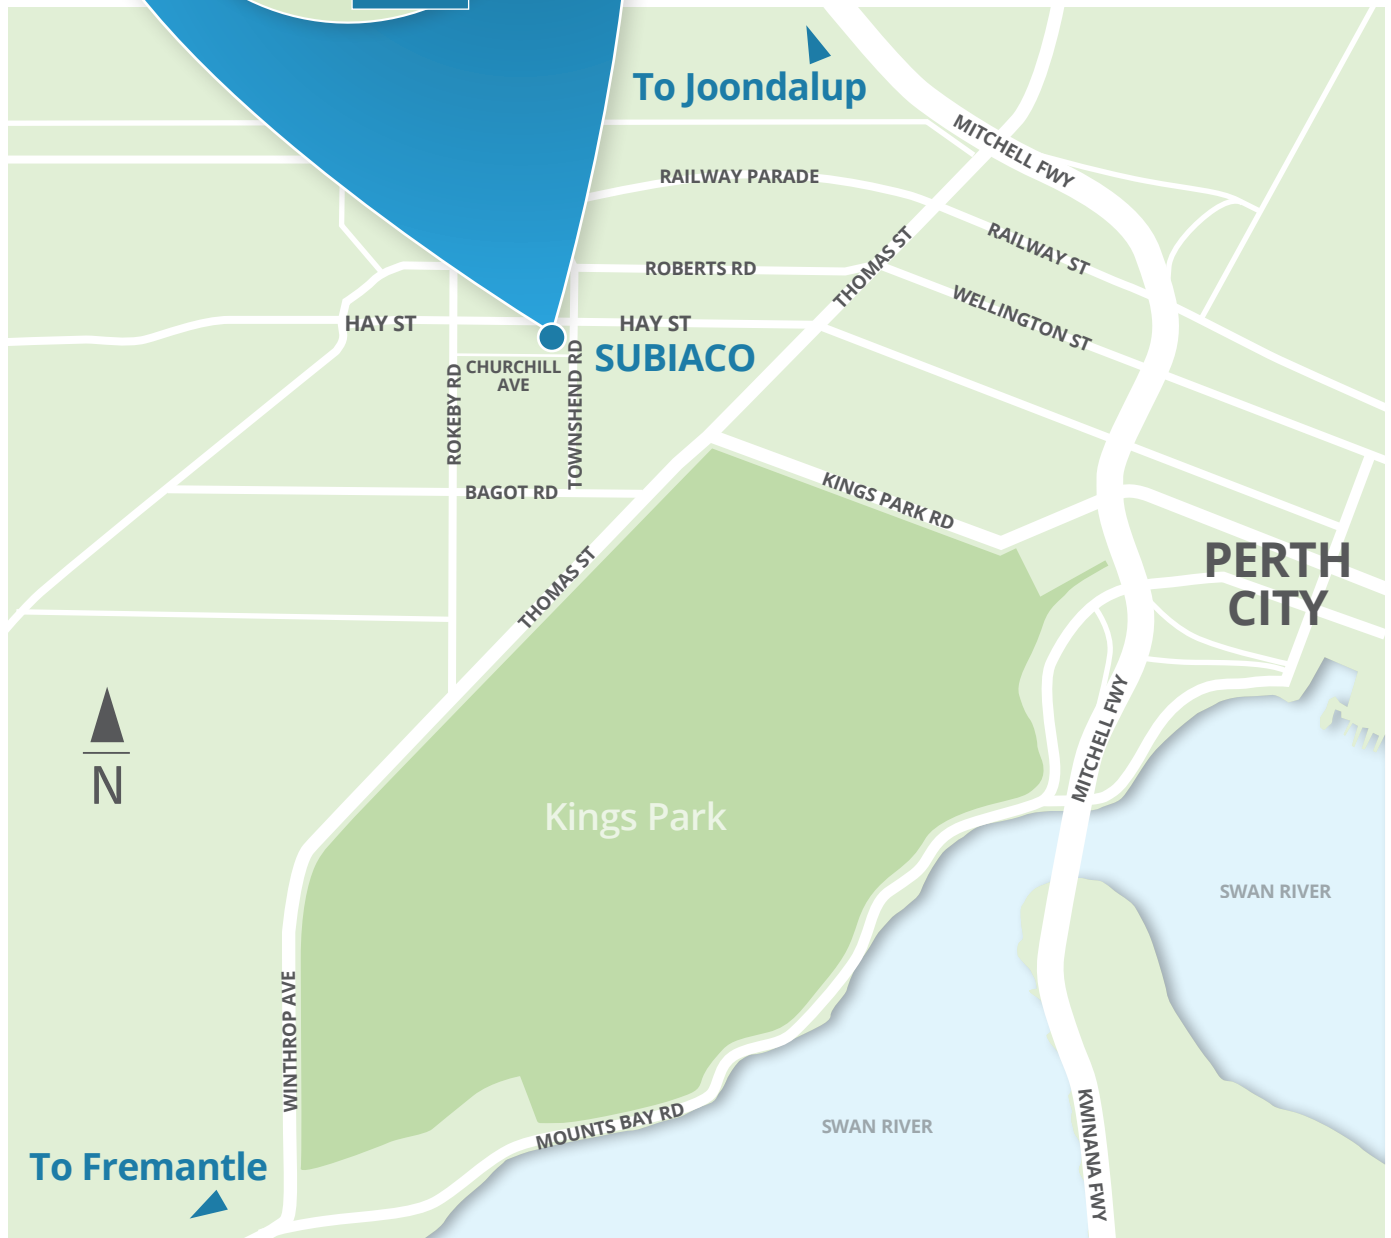 To Joondalup
MITCHELL FWY
RAILWAY PARADE
THOMAS ST
RAILWAY ST
ROBERTS RD
WELLINGTON ST
HAY ST
HAY ST
SUBIACO
CHURCHILL
AVE
ROKEBY RD
TOWNSHEND RD
BAGOT RD
KINGS PARK RD
THOMAS ST
PERTH
CITY
MITCHELL FWY
N
Kings Park
SWAN RIVER
WINTHROP AVE
MOUNTS BAY RD
SWAN RIVER
KWINANA FWY
To Fremantle